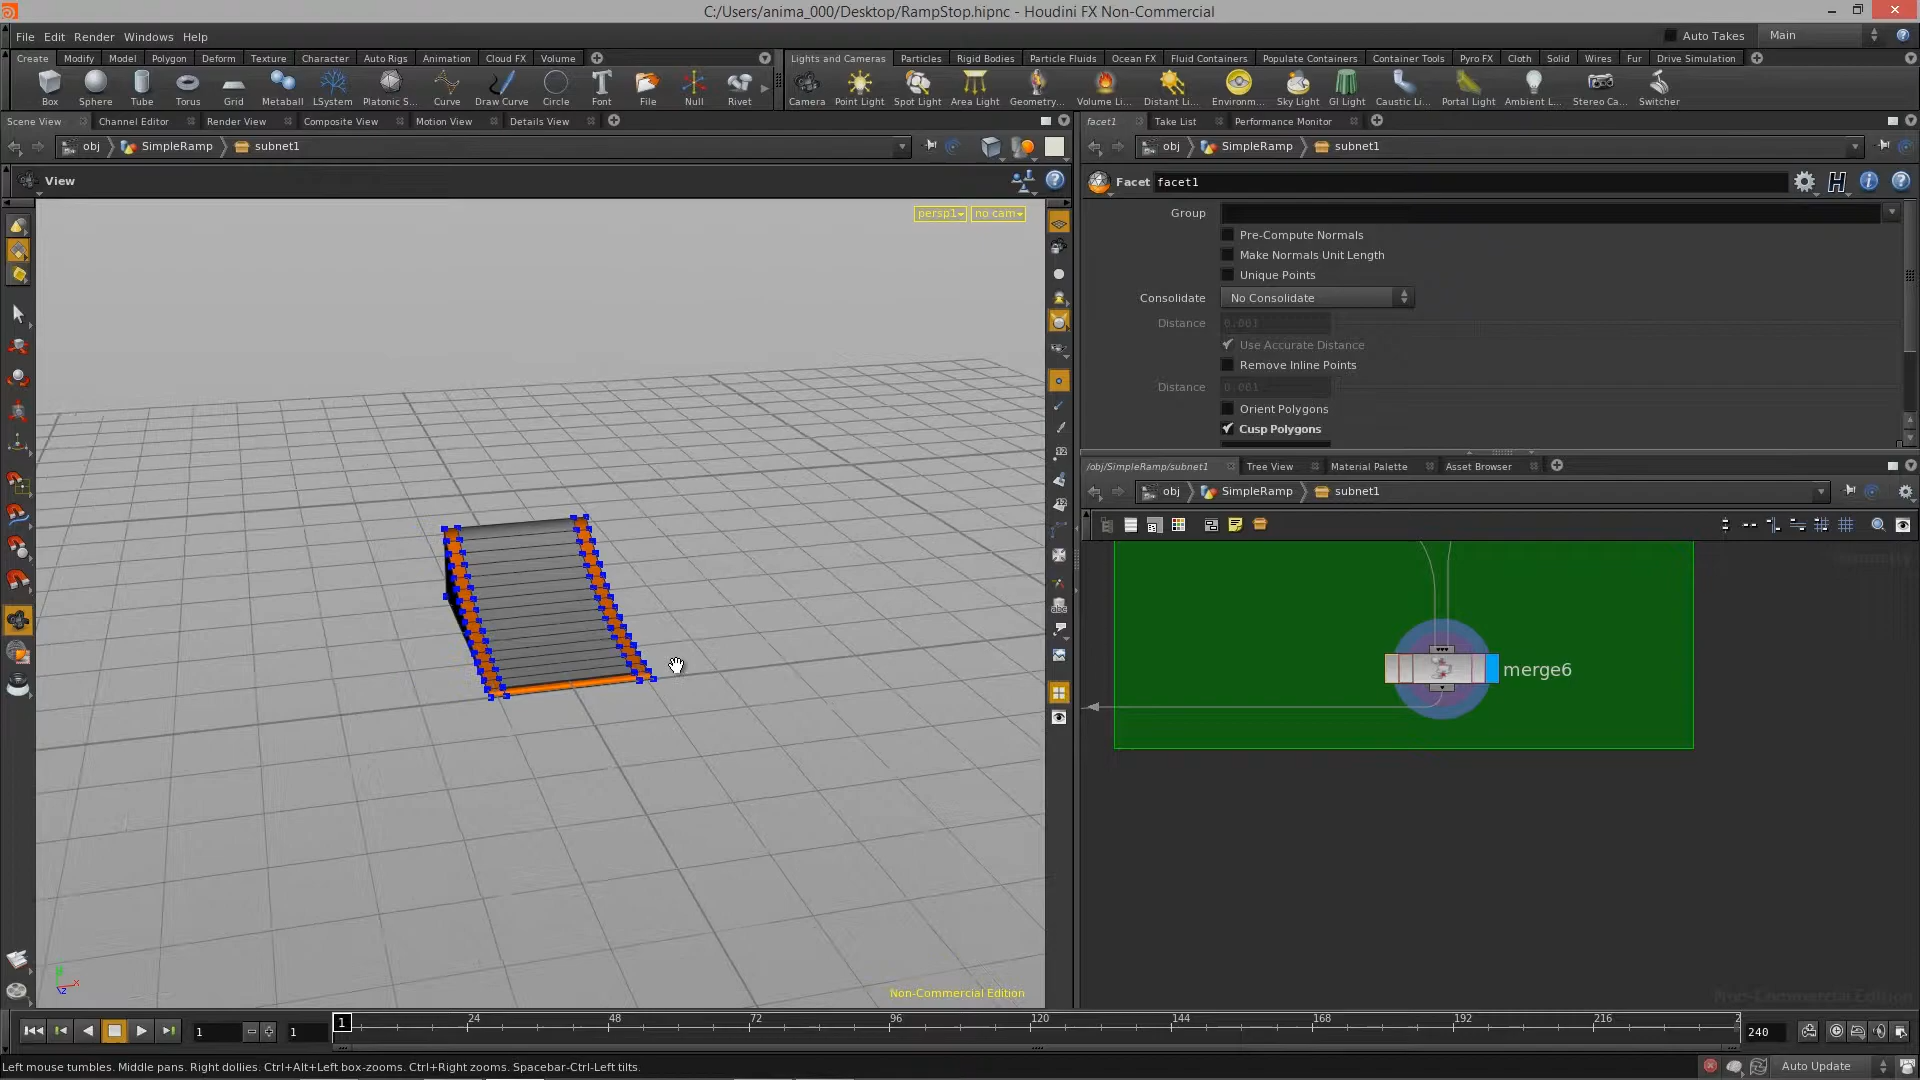 C:/Users/anima_000/Desktop/RampStop.hipnc - Houdini FX Non-Commercial
File Edit Render Windows Help
Auto Takes Main
Create Modify Model Polygon Deform Texture Character Auto Rigs Animation Cloud FX Volume
Lights and Cameras Particles Rigid Bodies Particle Fluids Ocean FX Fluid Containers Populate Containers Container Tools Pyro FX Cloth Solid Wires Fur Drive Simulation
Box Sphere Tube Torus Grid Metaball LSystem Platonic S... Curve Draw Curve Circle Font File Null Rivet
Camera Point Light Spot Light Area Light Geometry... Volume Li... Distant Li... Environm... Sky Light GI Light Caustic Li... Portal Light Ambient L... Stereo Ca... Switcher
Scene View Channel Editor Render View Composite View Motion View Details View
facet1 Take List Performance Monitor
obj SimpleRamp subnet1
obj SimpleRamp subnet1
View
Facet facet1
persp1 no cam
Group
Pre-Compute Normals
Make Normals Unit Length
Unique Points
Consolidate No Consolidate
Distance 0.001
Use Accurate Distance
Remove Inline Points
Distance 0.001
Orient Polygons
Cusp Polygons
/obj/SimpleRamp/subnet1 Tree View Material Palette Asset Browser
obj SimpleRamp subnet1
merge6
Non-Commercial Edition
Non-Commercial Edition
1 1 1 24 48 72 96 120 144 168 192 216 2 240
Left mouse tumbles. Middle pans. Right dollies. Ctrl+Alt+Left box-zooms. Ctrl+Right zooms. Spacebar-Ctrl-Left tilts.
Auto Update